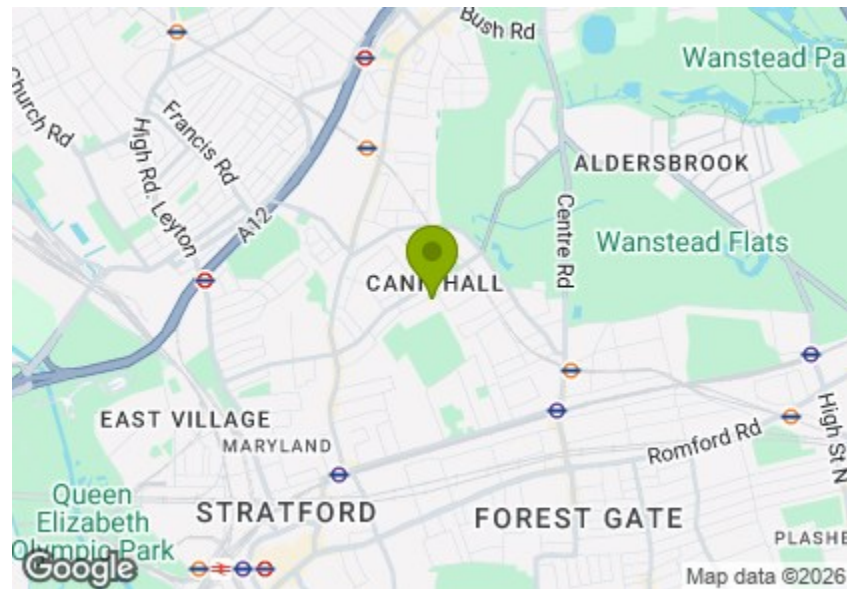 Bush Rd
Wanstead Pa
Church Rd
Francis Rd
High Rd. Leyton
A12
ALDERSBROOK
Centre Rd
Wanstead Flats
CANN HALL
EAST VILLAGE
MARYLAND
Romford Rd
High St N
Queen
Elizabeth
Olympic Park
STRATFORD
FOREST GATE
PLASHE
Google
Map data ©2026